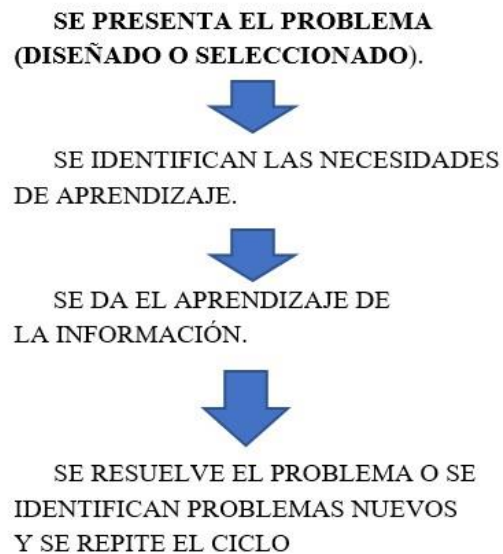 SE PRESENTA EL PROBLEMA
(DISEÑADO O SELECCIONADO).
SE IDENTIFICAN LAS NECESIDADES
DE APRENDIZAJE.
SE DA EL APRENDIZAJE DE
LA INFORMACIÓN.
SE RESUELVE EL PROBLEMA O SE
IDENTIFICAN PROBLEMAS NUEVOS
Y SE REPITE EL CICLO